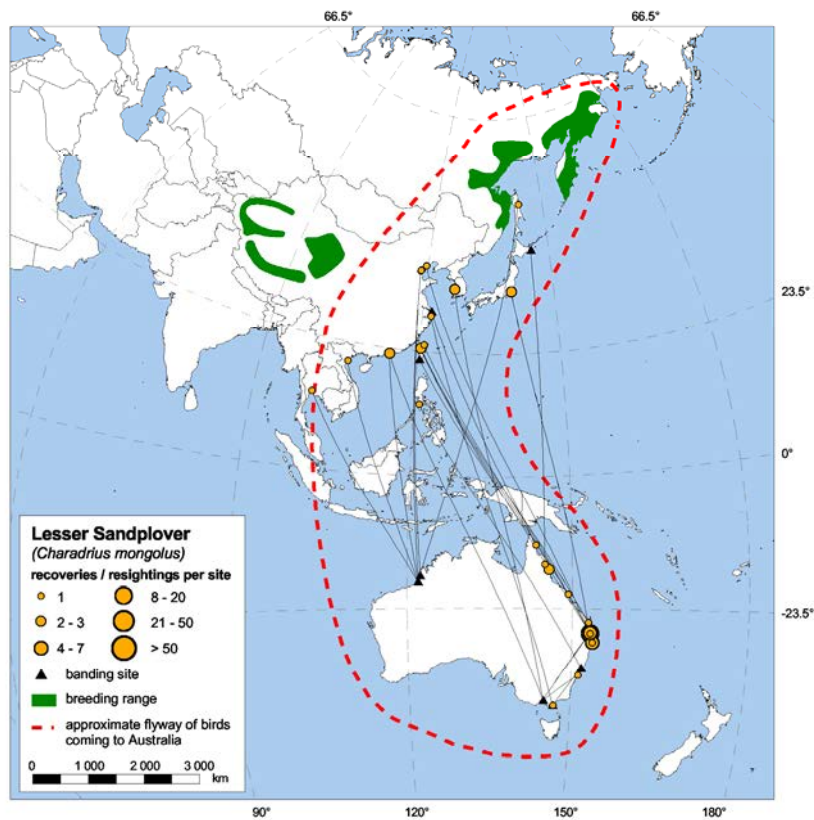 66.5°
66.5°
23.5°
0°
-23.5°
Lesser Sandplover
(Charadrius mongolus)
recoveries / resightings per site
1
8 - 20
2 - 3
21 - 50
4 - 7
> 50
banding site
breeding range
approximate flyway of birds
coming to Australia
0
1 000
2 000
3 000
km
90°
120°
150°
180°